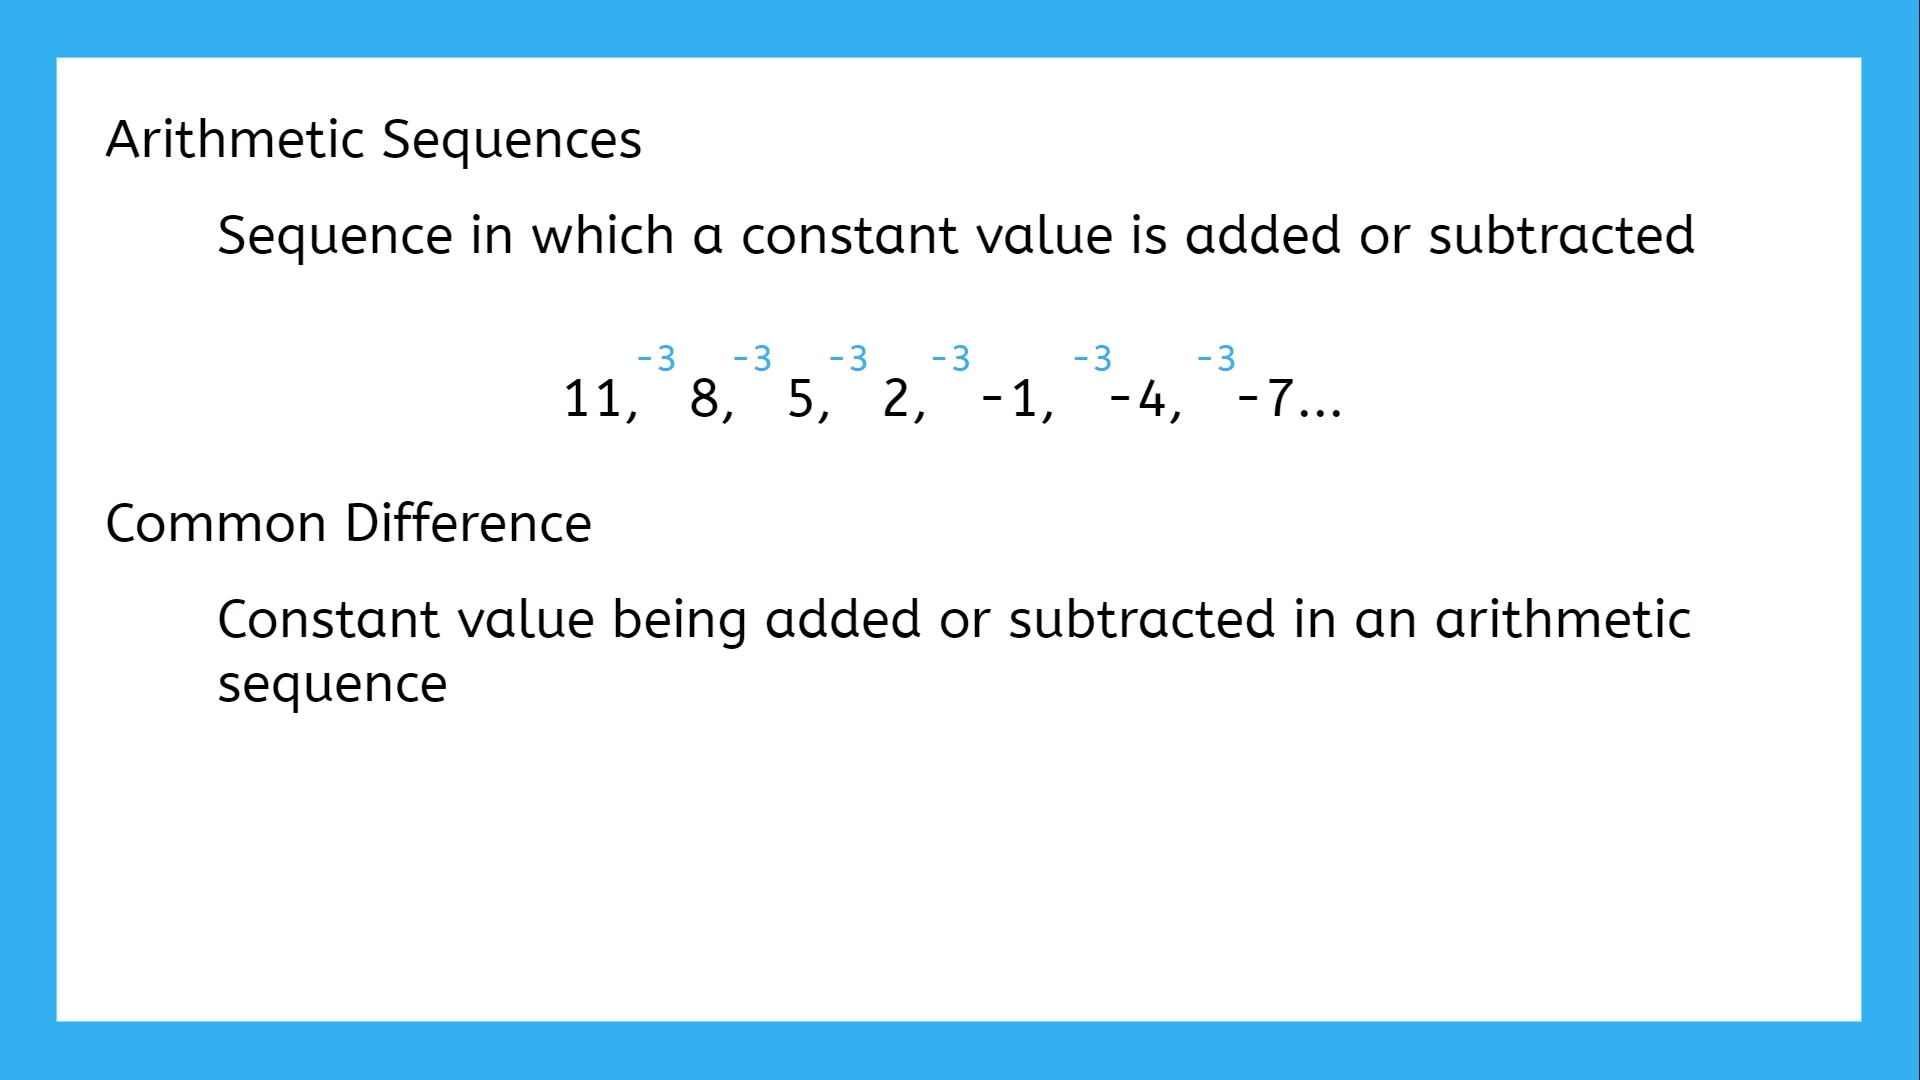 Arithmetic Sequences
Sequence in which a constant value is added or subtracted
-3 -3 -3 -3 -3 -3
11, 8, 5, 2, -1, -4, -7...
Common Difference
Constant value being added or subtracted in an arithmetic
sequence